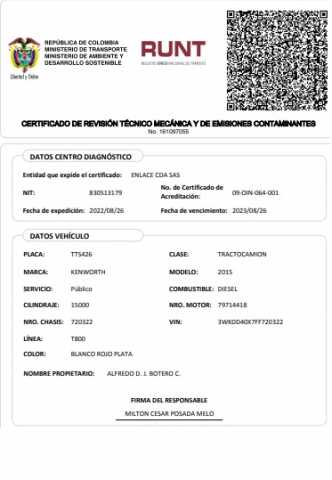 REPÚBLICA DE COLOMBIA
MINISTERIO DE TRANSPORTE
MINISTERIO DE AMBIENTE Y
DESARROLLO SOSTENIBLE
Libertad y Orden
RUNT
REGISTRO ÚNICO NACIONAL DE TRÁNSITO
CERTIFICADO DE REVISIÓN TÉCNICO MECÁNICA Y DE EMISIONES CONTAMINANTES
No. 161097055
DATOS CENTRO DIAGNÓSTICO
Entidad que expide el certificado: ENLACE CDA SAS
NIT: 830513179 No. de Certificado de Acreditación: 09-OIN-064-001
Fecha de expedición: 2022/08/26 Fecha de vencimiento: 2023/08/26
DATOS VEHÍCULO
PLACA: TTS426 CLASE: TRACTOCAMION
MARCA: KENWORTH MODELO: 2015
SERVICIO: Público COMBUSTIBLE: DIESEL
CILINDRAJE: 15000 NRO. MOTOR: 79714418
NRO. CHASIS: 720322 VIN: 3WKDD40X7FF720322
LÍNEA: T800
COLOR: BLANCO ROJO PLATA
NOMBRE PROPIETARIO: ALFREDO D. J. BOTERO C.
FIRMA DEL RESPONSABLE
MILTON CESAR POSADA MELO